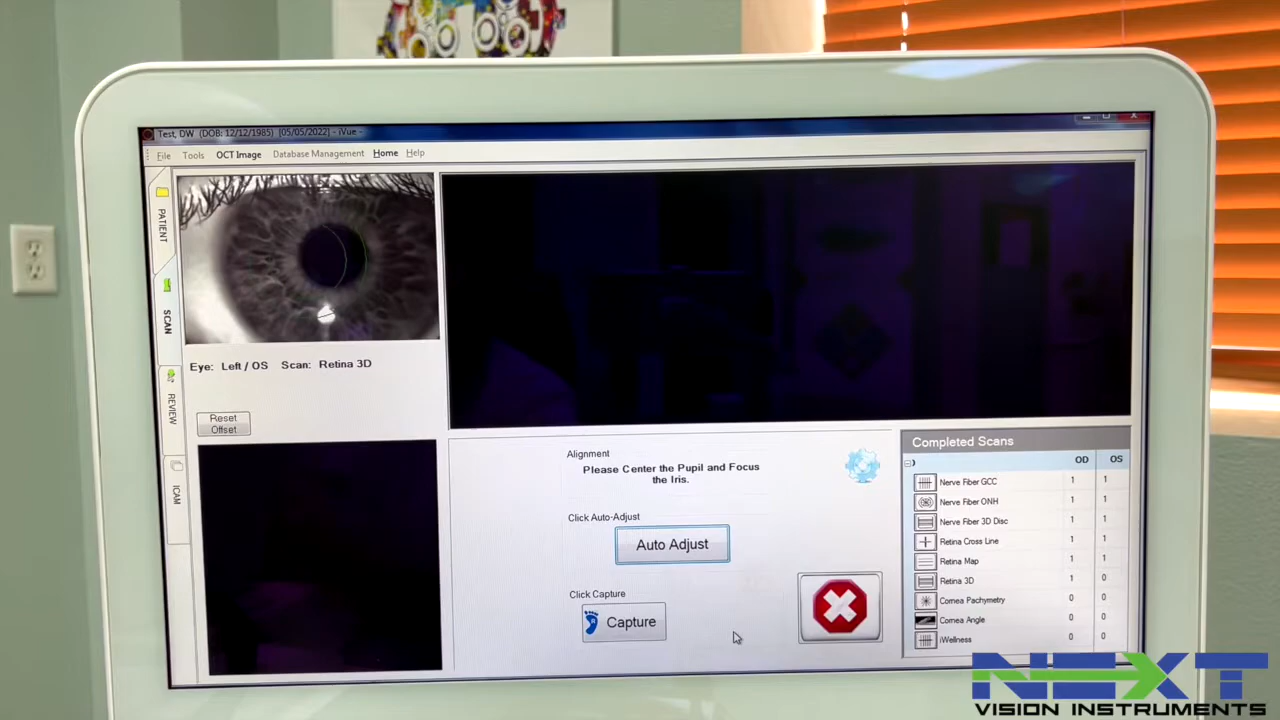 Test, DW (DOB: 12/12/1985) [05/05/2022] - iVue -
File Tools OCT Image Database Management Home Help
PATIENT
SCAN
REVIEW
ICAM
Eye: Left / OS Scan: Retina 3D
Reset
Offset
Alignment
Please Center the Pupil and Focus
the Iris.
Click Auto-Adjust
Auto Adjust
Click Capture
Capture
Completed Scans
OD OS
Nerve Fiber GCC 1 1
Nerve Fiber ONH 1 1
Nerve Fiber 3D Disc 1 1
Retina Cross Line 1 1
Retina Map 1 1
Retina 3D 1 0
Cornea Pachymetry 0 0
Cornea Angle 0 0
iWellness 0 0
NEXT
VISION INSTRUMENTS